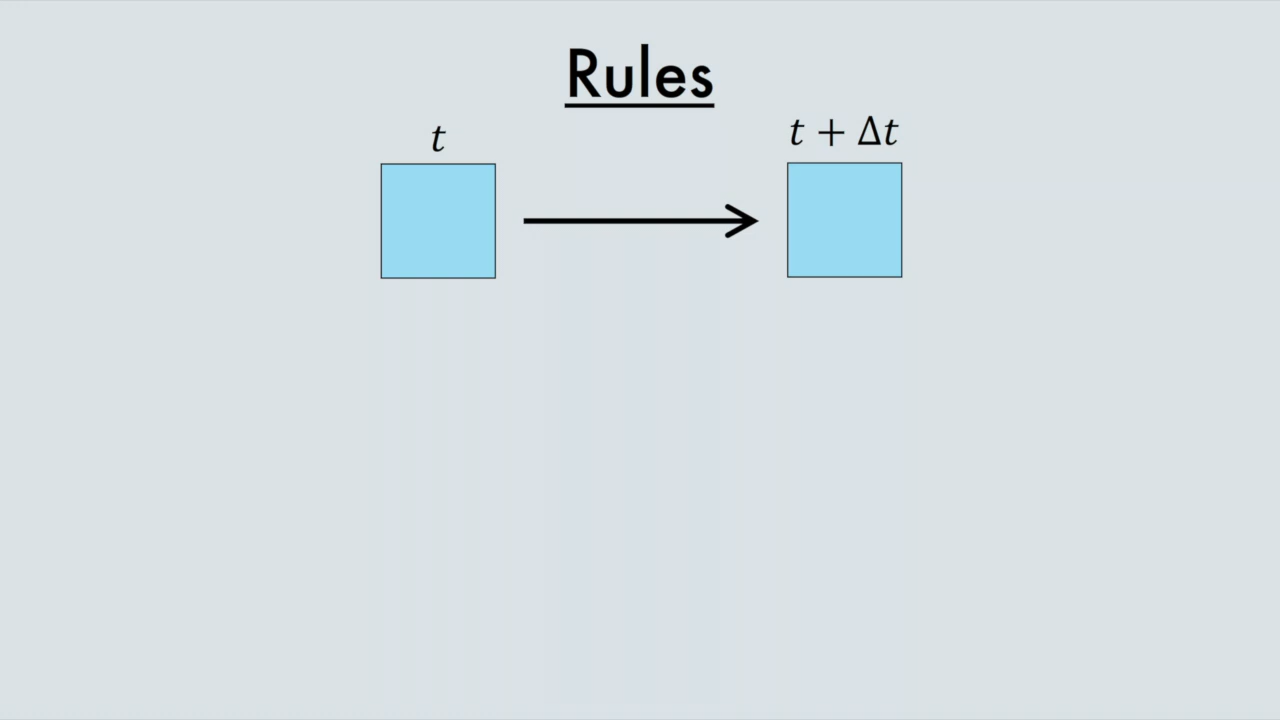 Rules
t
t + Δt